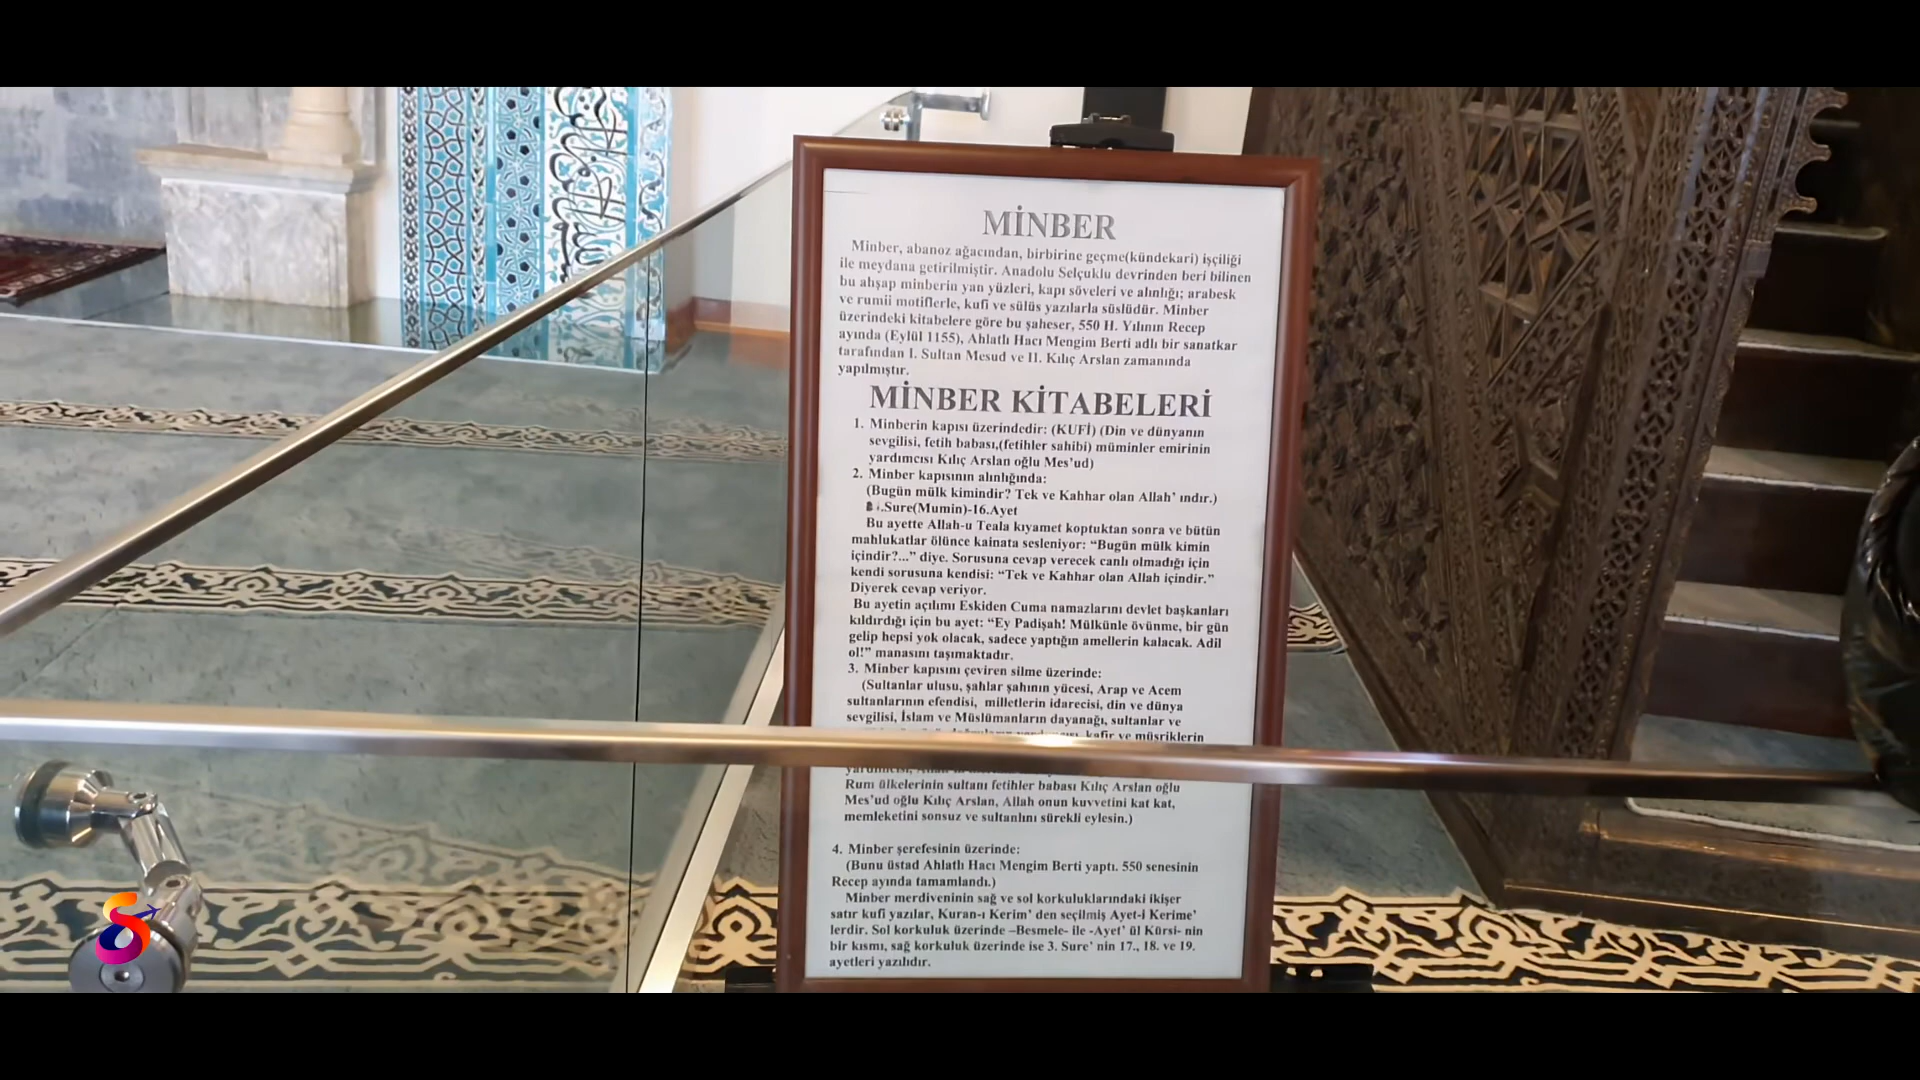 MİNBER
Minber, abanoz ağacından, birbirine geçme(kündekari) işçiliği
ile meydana getirilmiştir. Anadolu Selçuklu devrinden beri bilinen
bu ahşap minberin yan yüzleri, kapı söveleri ve alınlığı; arabesk
ve rumii motiflerle, kufi ve sülüs yazılarla süslüdür. Minber
üzerindeki kitabelere göre bu şaheser, 550 H. Yılının Recep
ayında (Eylül 1155), Ahlatlı Hacı Mengim Berti adlı bir sanatkar
tarafından I. Sultan Mesud ve II. Kılıç Arslan zamanında
yapılmıştır.
MİNBER KİTABELERİ
1. Minberin kapısı üzerindedir: (KUFİ) (Din ve dünyanın
sevgilisi, fetih babası,(fetihler sahibi) müminler emirinin
yardımcısı Kılıç Arslan oğlu Mes'ud)
2. Minber kapısının alınlığında:
(Bugün mülk kimindir? Tek ve Kahhar olan Allah' ındır.)
.Sure(Mumin)-16.Ayet
Bu ayette Allah-u Teala kıyamet koptuktan sonra ve bütün
mahlukatlar ölünce kainata sesleniyor: “Bugün mülk kimin
içindir?...” diye. Sorusuna cevap verecek canlı olmadığı için
kendi sorusuna kendisi: “Tek ve Kahhar olan Allah içindir.”
Diyerek cevap veriyor.
Bu ayetin açılımı Eskiden Cuma namazlarını devlet başkanları
kıldırdığı için bu ayet: “Ey Padişah! Mülkünle övünme, bir gün
gelip hepsi yok olacak, sadece yaptığın amellerin kalacak. Adil
ol!” manasını taşımaktadır.
3. Minber kapısını çeviren silme üzerinde:
(Sultanlar ulusu, şahlar şahının yücesi, Arap ve Acem
sultanlarının efendisi, milletlerin idarecisi, din ve dünya
sevgilisi, İslam ve Müslümanların dayanağı, sultanlar ve
kafir ve müşriklerin
Rum ülkelerinin sultanı fetihler babası Kılıç Arslan oğlu
Mes'ud oğlu Kılıç Arslan, Allah onun kuvvetini kat kat,
memleketini sonsuz ve sultanlını sürekli eylesin.)
4. Minber şerefesinin üzerinde:
(Bunu üstad Ahlatlı Hacı Mengim Berti yaptı. 550 senesinin
Recep ayında tamamlandı.)
Minber merdiveninin sağ ve sol korkuluklarındaki ikişer
satır kufi yazılar, Kuran-ı Kerim' den seçilmiş Ayet-i Kerime'
lerdir. Sol korkuluk üzerinde –Besmele- ile -Ayet' ül Kürsi- nin
bir kısmı, sağ korkuluk üzerinde ise 3. Sure' nin 17., 18. ve 19.
ayetleri yazılıdır.